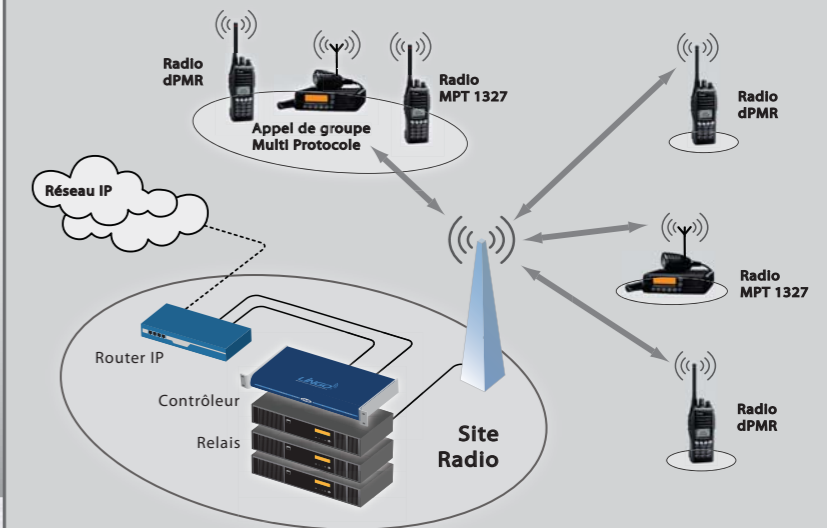 Radio
dPMR
Radio
MPT 1327
Appel de groupe
Multi Protocole
Radio
dPMR
Réseau IP
Radio
MPT 1327
Router IP
LINGO
Contrôleur
Relais
Site
Radio
Radio
dPMR